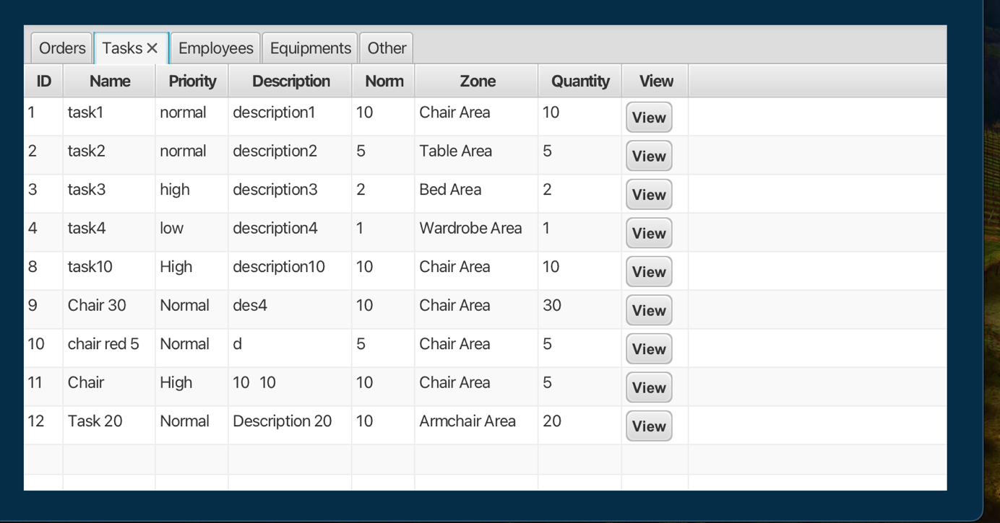 Orders Tasks Employees Equipments Other
ID Name Priority Description Norm Zone Quantity View
1 task1 normal description1 10 Chair Area 10 View
2 task2 normal description2 5 Table Area 5 View
3 task3 high description3 2 Bed Area 2 View
4 task4 low description4 1 Wardrobe Area 1 View
8 task10 High description10 10 Chair Area 10 View
9 Chair 30 Normal des4 10 Chair Area 30 View
10 chair red 5 Normal d 5 Chair Area 5 View
11 Chair High 10 10 10 Chair Area 5 View
12 Task 20 Normal Description 20 10 Armchair Area 20 View